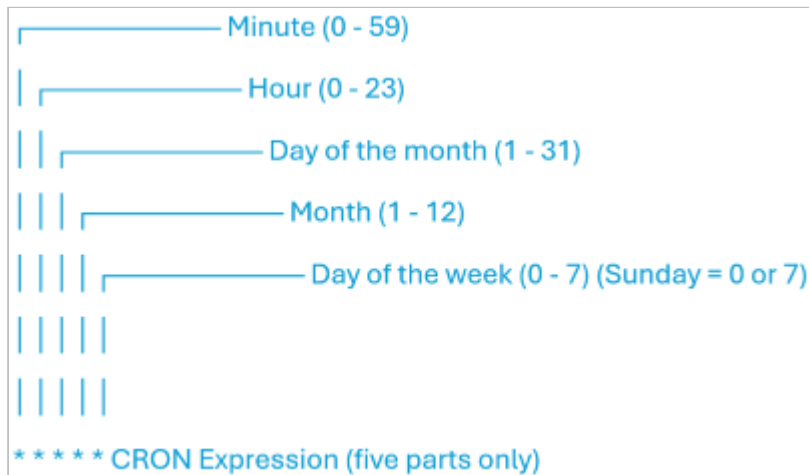 Minute (0 - 59)
Hour (0 - 23)
Day of the month (1 - 31)
Month (1 - 12)
Day of the week (0 - 7) (Sunday = 0 or 7)
* * * * * CRON Expression (five parts only)